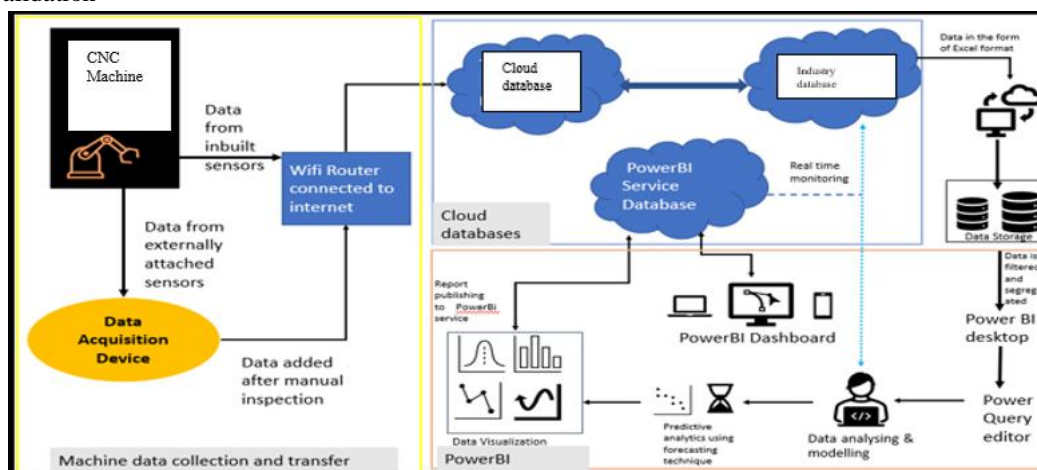 CNC
Machine
Data
from
inbuilt
sensors
Wifi Router
connected to
internet
Data from
externally
attached
sensors
Data
Acquisition
Device
Data added
after manual
inspection
Machine data collection and transfer
Cloud
database
Industry
database
Data in the form
of Excel format
PowerBI
Service
Database
Real time
monitoring
Cloud
databases
Data Storage
Data is
filtered
and
segreg
ated
Report
publishing
to PowerBi
service
PowerBI Dashboard
Power BI
desktop
Power
Query
editor
Data analysing &
modelling
Predictive
analytics using
forecasting
technique
Data Visualization
PowerBI